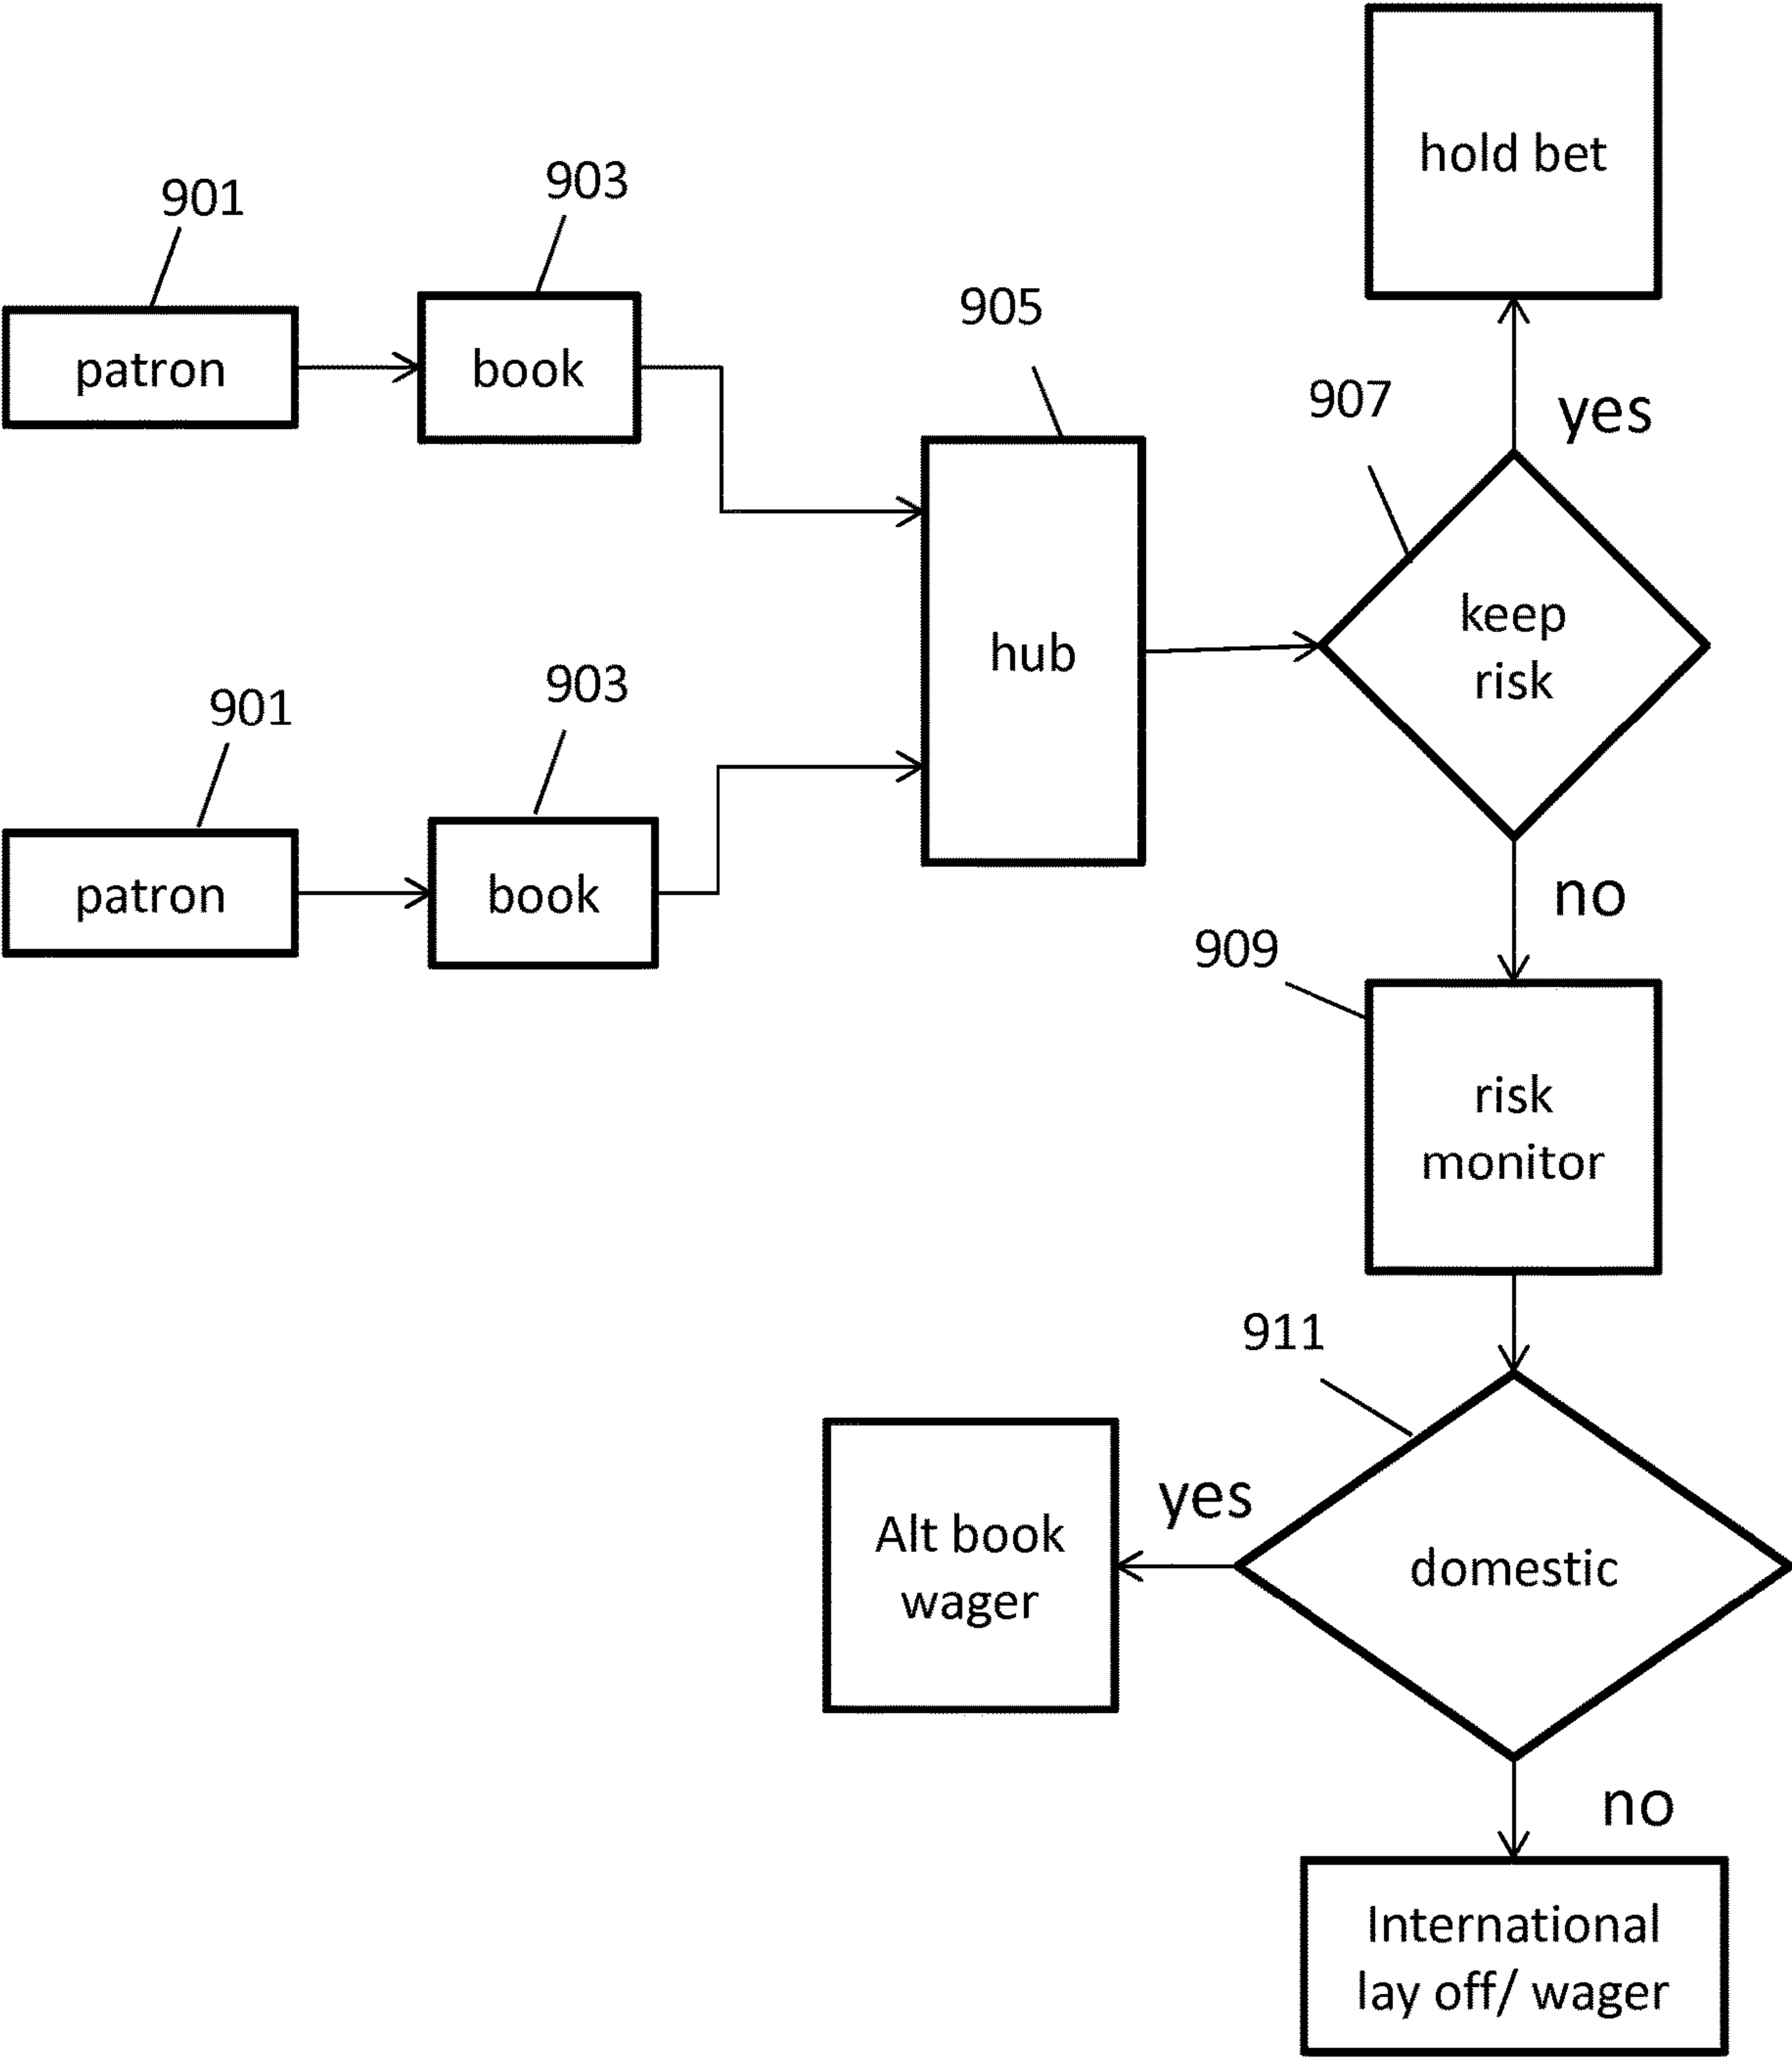 hold bet
901
903
patron
book
905
907
yes
hub
keep
risk
901
903
patron
book
no
909
risk
monitor
911
Alt book
wager
yes
domestic
no
International
lay off/ wager